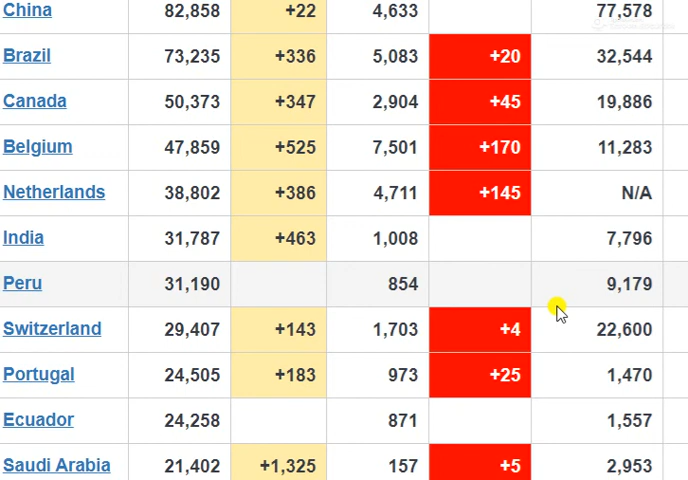 China 82,858 +22 4,633 77,578
Brazil 73,235 +336 5,083 +20 32,544
Canada 50,373 +347 2,904 +45 19,886
Belgium 47,859 +525 7,501 +170 11,283
Netherlands 38,802 +386 4,711 +145 N/A
India 31,787 +463 1,008 7,796
Peru 31,190 854 9,179
Switzerland 29,407 +143 1,703 +4 22,600
Portugal 24,505 +183 973 +25 1,470
Ecuador 24,258 871 1,557
Saudi Arabia 21,402 +1,325 157 +5 2,953